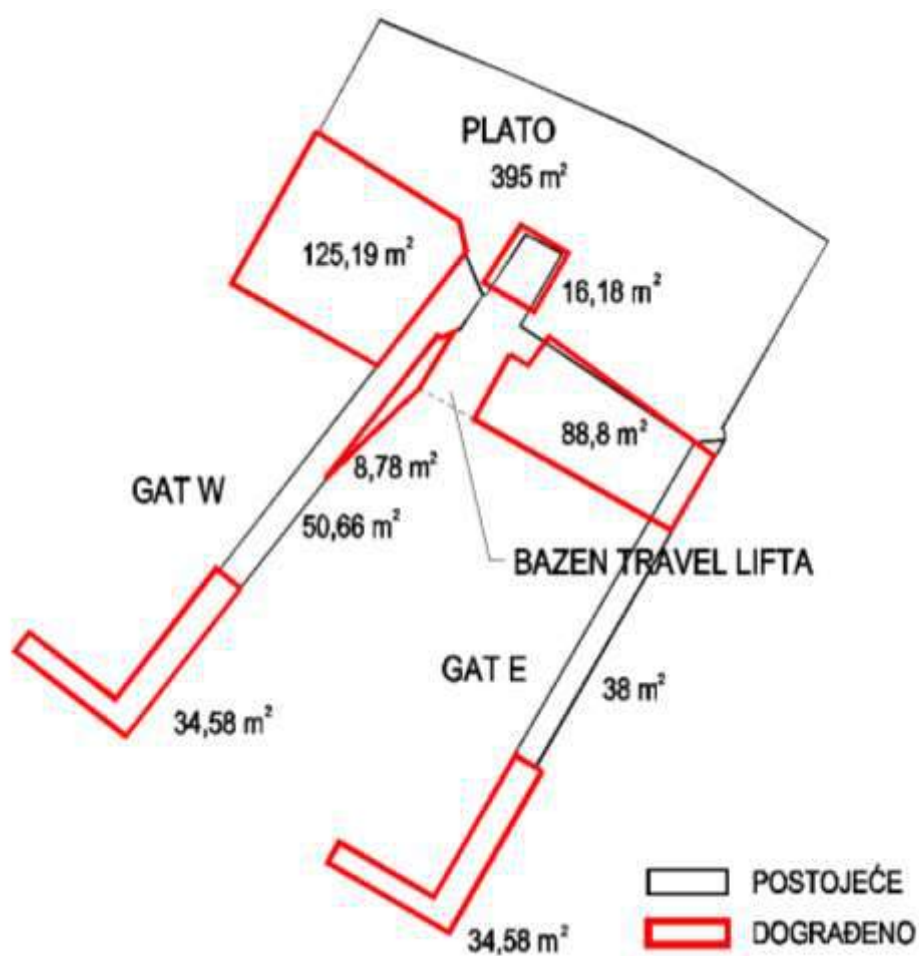 PLATO
395 m²
125,19 m²
16,18 m²
88,8 m²
8,78 m²
GAT W
50,66 m²
BAZEN TRAVEL LIFTA
GAT E
38 m²
34,58 m²
POSTOJEĆE
34,58 m²
DOGRAĐENO